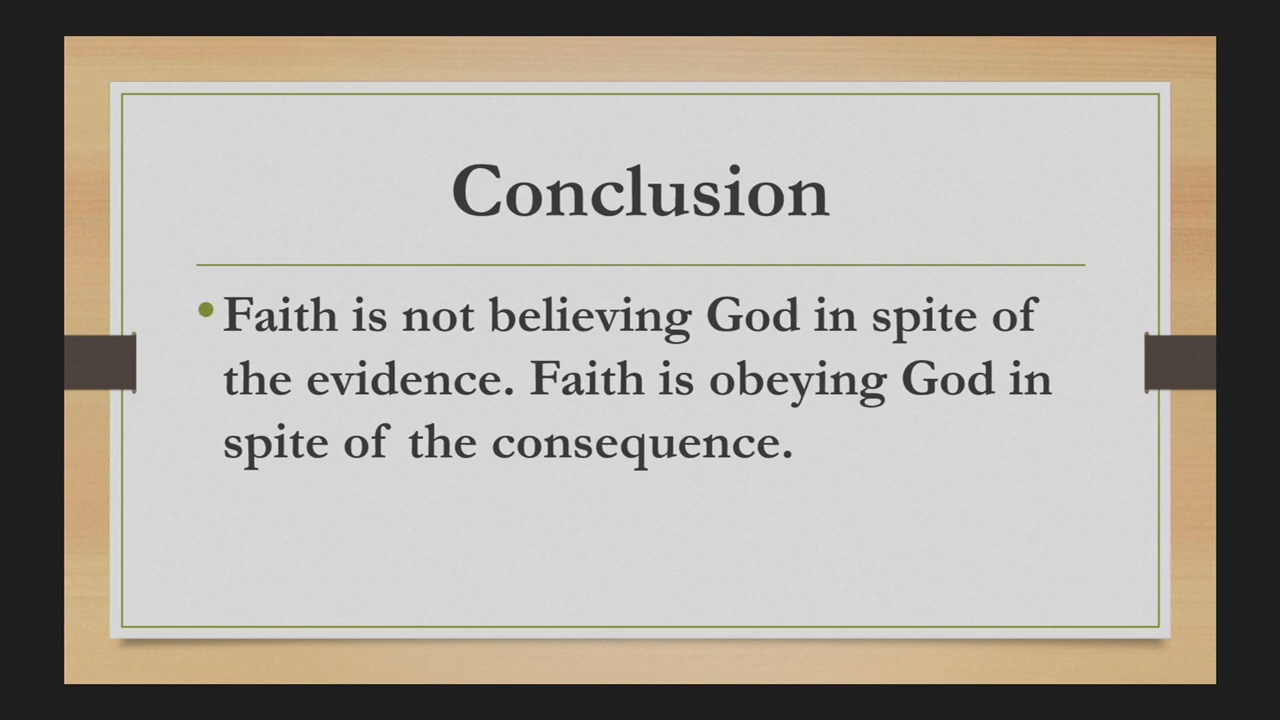 Conclusion
• Faith is not believing God in spite of
the evidence. Faith is obeying God in
spite of the consequence.